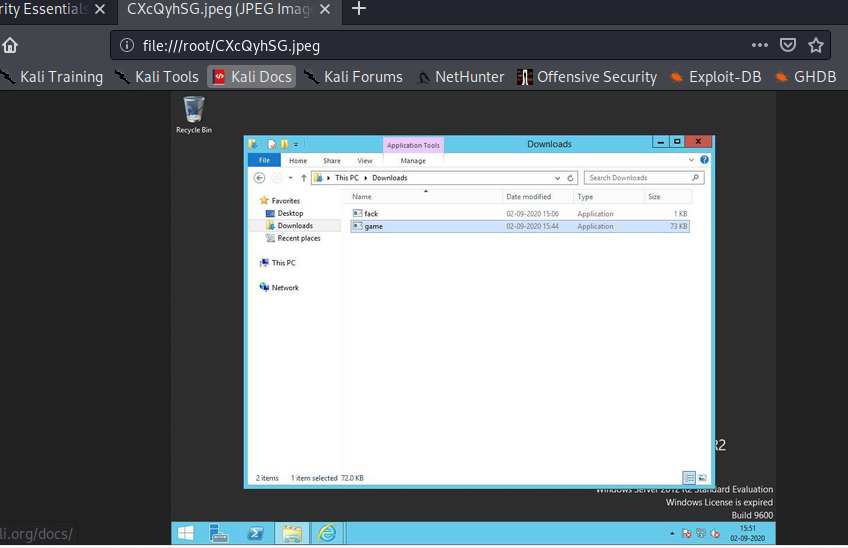 rity Essentials
CXcQyhSG.jpeg (JPEG Imag
file:///root/CXcQyhSG.jpeg
Kali Training Kali Tools Kali Docs Kali Forums NetHunter Offensive Security Exploit-DB GHDB
Recycle Bin
Application Tools Downloads
File Home Share View Manage
This PC Downloads Search Downloads
Name Date modified Type Size
Favorites
Desktop
Downloads
Recent places
This PC
Network
fack 02-09-2020 15:06 Application 1 KB
game 02-09-2020 15:44 Application 73 KB
2 items 1 item selected 72.0 KB
R2
Windows Server 2012 R2 Standard Evaluation
Windows License is expired
Build 9600
li.org/docs/
15:51
02-09-2020